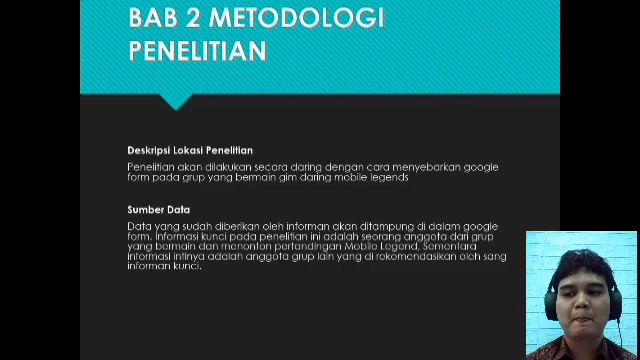 BAB 2 METODOLOGI
PENELITIAN
Deskripsi Lokasi Penelitian
Penelitian akan dilakukan secara daring dengan cara menyebarkan google
form pada grup yang bermain gim daring mobile legends
Sumber Data
Data yang sudah diberikan oleh informan akan ditampung di dalam google
form. Informasi kunci pada penelitian ini adalah seorang anggota dari grup
yang bermain dan menonton pertandingan Mobile Legend, Sementara
informasi intinya adalah anggota grup lain yang di rekomendasikan oleh sang
informan kunci.